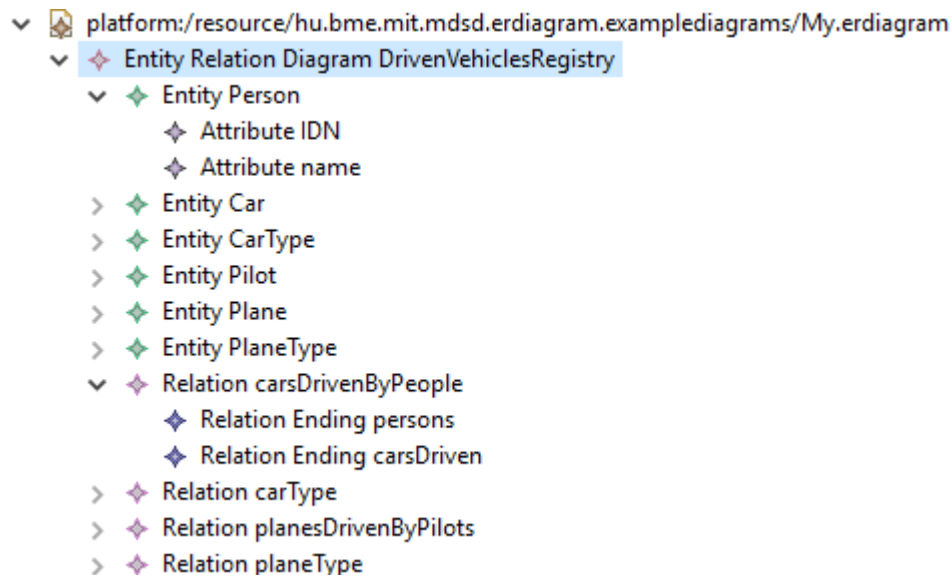 platform:/resource/hu.bme.mit.mdsd.erdiagram.examplediagrams/My.erdiagram
Entity Relation Diagram DrivenVehiclesRegistry
Entity Person
Attribute IDN
Attribute name
Entity Car
Entity CarType
Entity Pilot
Entity Plane
Entity PlaneType
Relation carsDrivenByPeople
Relation Ending persons
Relation Ending carsDriven
Relation carType
Relation planesDrivenByPilots
Relation planeType